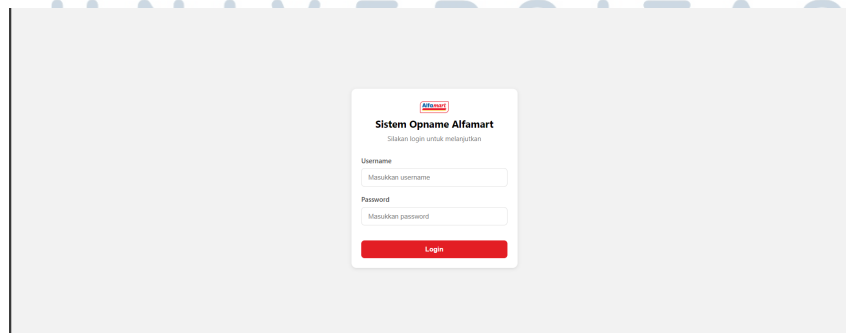 Alfamart
Sistem Opname Alfamart
Silakan login untuk melanjutkan
Username
Masukkan username
Password
Masukkan password
Login